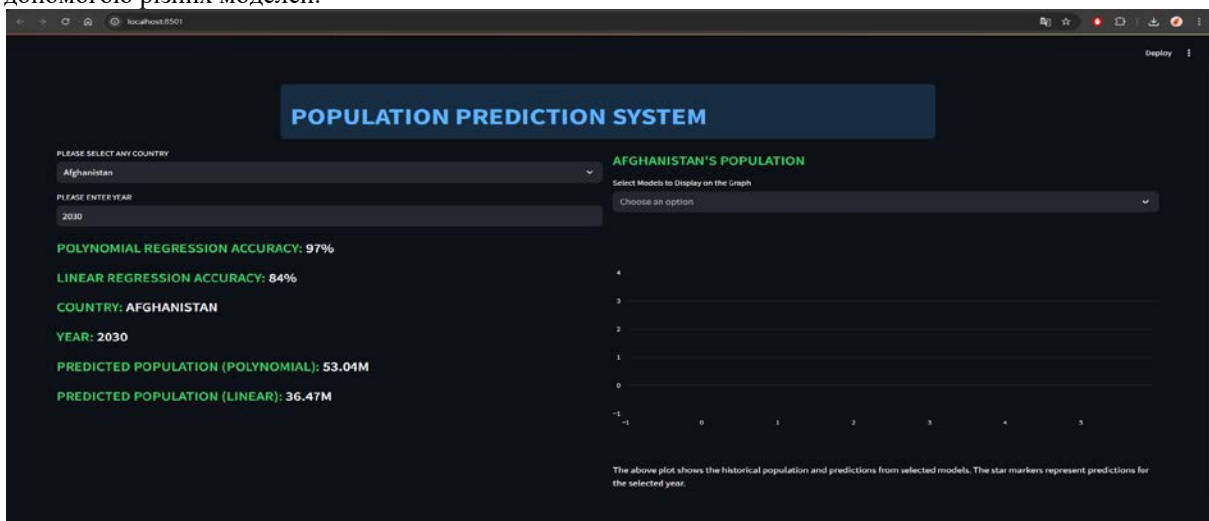 допомогою різних моделей.
localhost:8501
Deploy
POPULATION PREDICTION SYSTEM
PLEASE SELECT ANY COUNTRY
Afghanistan
PLEASE ENTER YEAR
2030
POLYNOMIAL REGRESSION ACCURACY: 97%
LINEAR REGRESSION ACCURACY: 84%
COUNTRY: AFGHANISTAN
YEAR: 2030
PREDICTED POPULATION (POLYNOMIAL): 53.04M
PREDICTED POPULATION (LINEAR): 36.47M
AFGHANISTAN'S POPULATION
Select Models to Display on the Graph
Choose an option
4
3
2
1
0
−1
−1 0 1 2 3 4 5
The above plot shows the historical population and predictions from selected models. The star markers represent predictions for
the selected year.